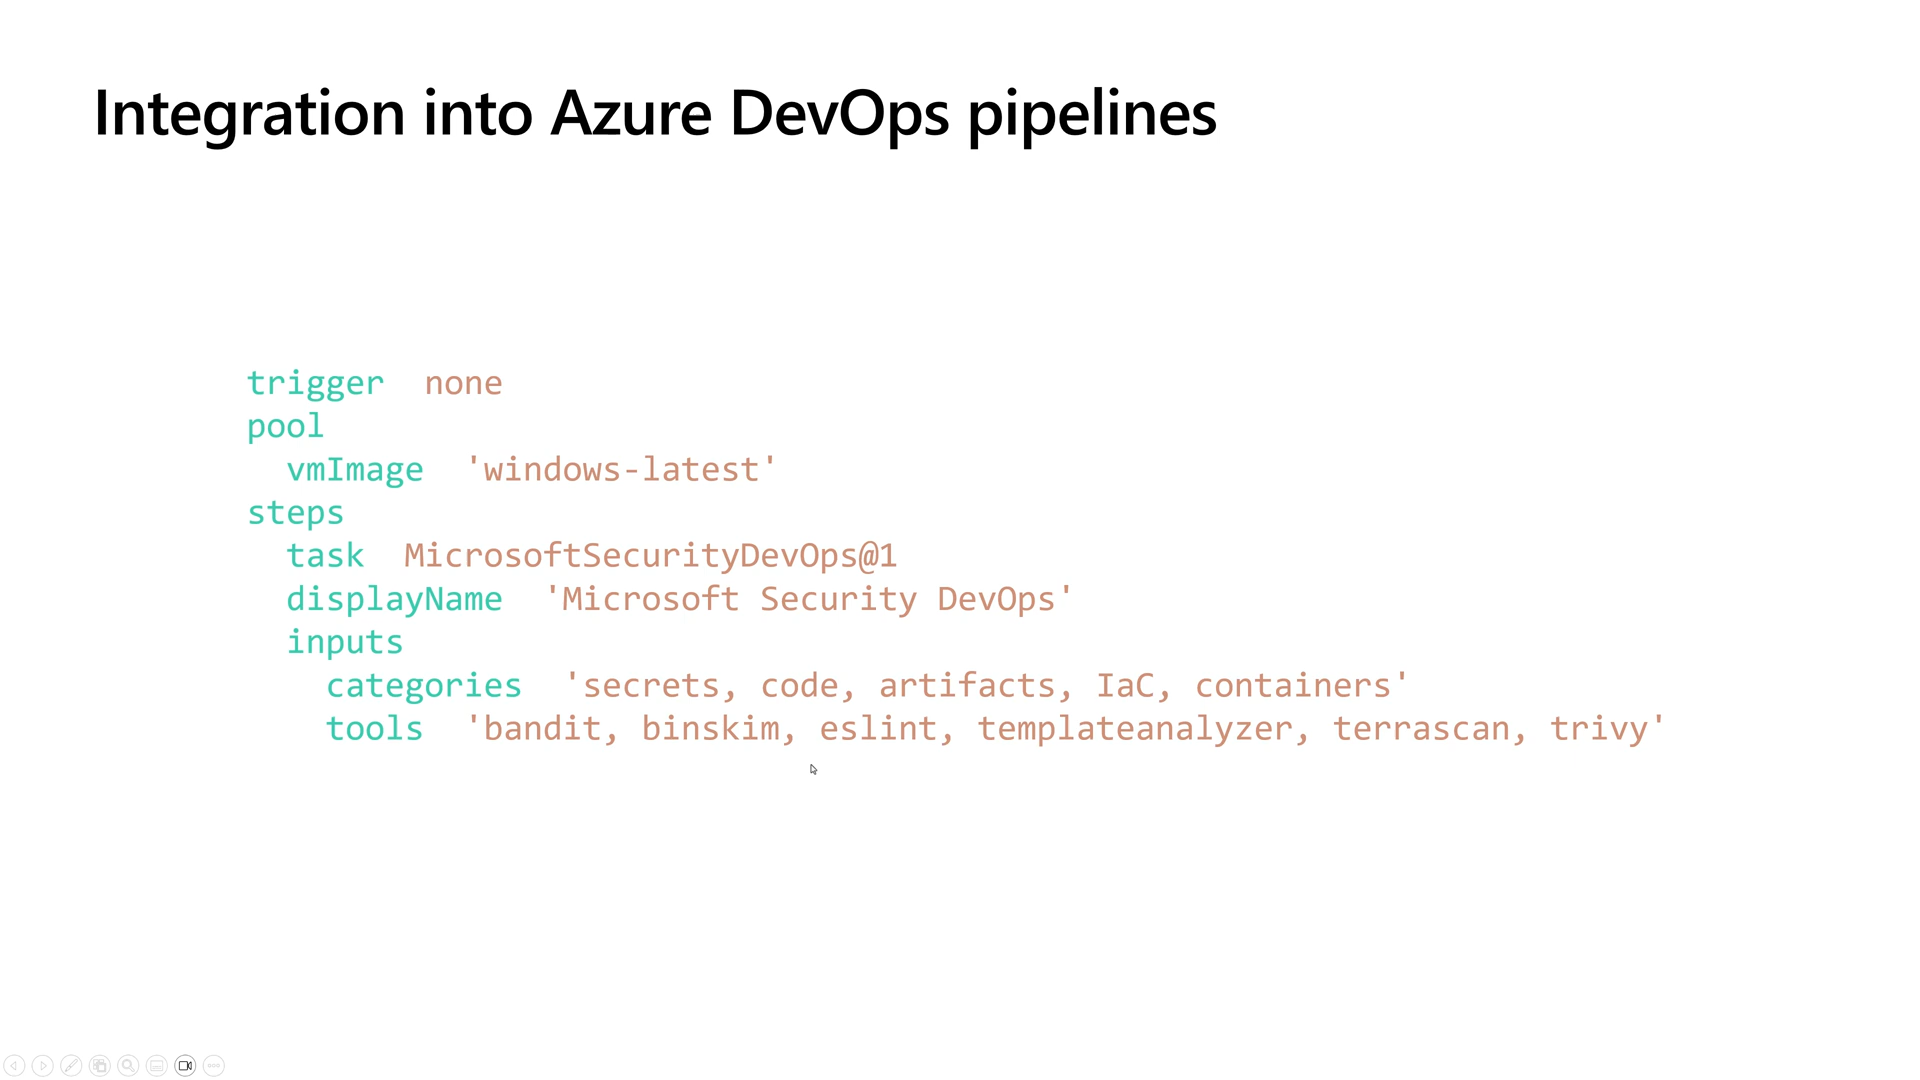 Integration into Azure DevOps pipelines
trigger none
pool
vmImage 'windows-latest'
steps
task MicrosoftSecurityDevOps@1
displayName 'Microsoft Security DevOps'
inputs
categories 'secrets, code, artifacts, IaC, containers'
tools 'bandit, binskim, eslint, templateanalyzer, terrascan, trivy'